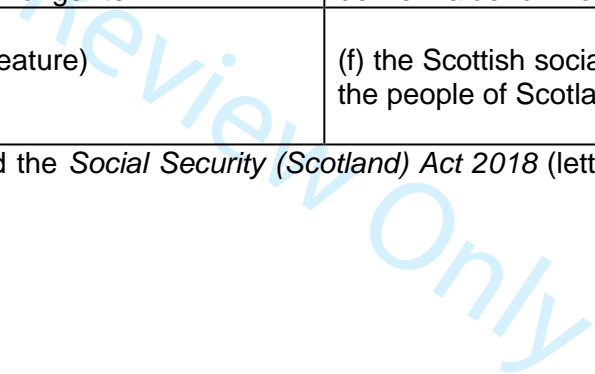 eature)
(f) the Scottish socia
the people of Scotla
d the Social Security (Scotland) Act 2018 (lett
Review Only